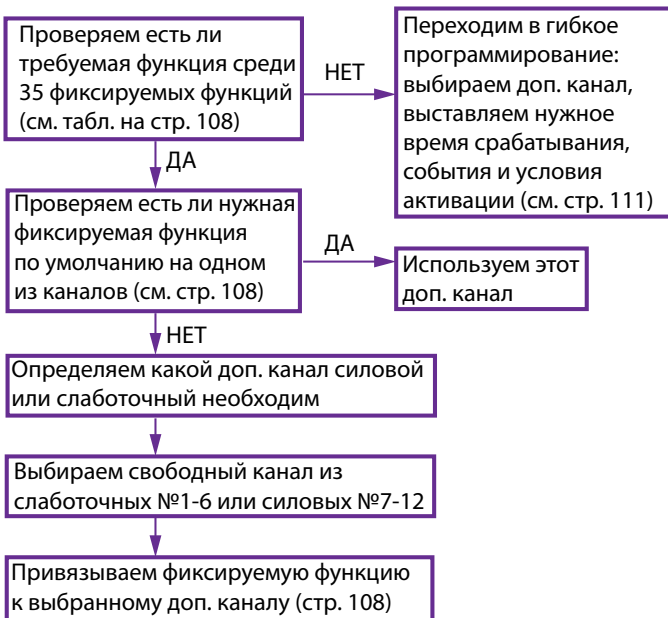 Проверяем есть ли
требуемая функция среди
35 фиксируемых функций
(см. табл. на стр. 108)
НЕТ
Переходим в гибкое
программирование:
выбираем доп. канал,
выставляем нужное
время срабатывания,
события и условия
активации (см. стр. 111)
ДА
Проверяем есть ли нужная
фиксируемая функция
по умолчанию на одном
из каналов (см. стр. 108)
ДА
Используем этот
доп. канал
НЕТ
Определяем какой доп. канал силовой
или слаботочный необходим
Выбираем свободный канал из
слаботочных №1-6 или силовых №7-12
Привязываем фиксируемую функцию
к выбранному доп. каналу (стр. 108)